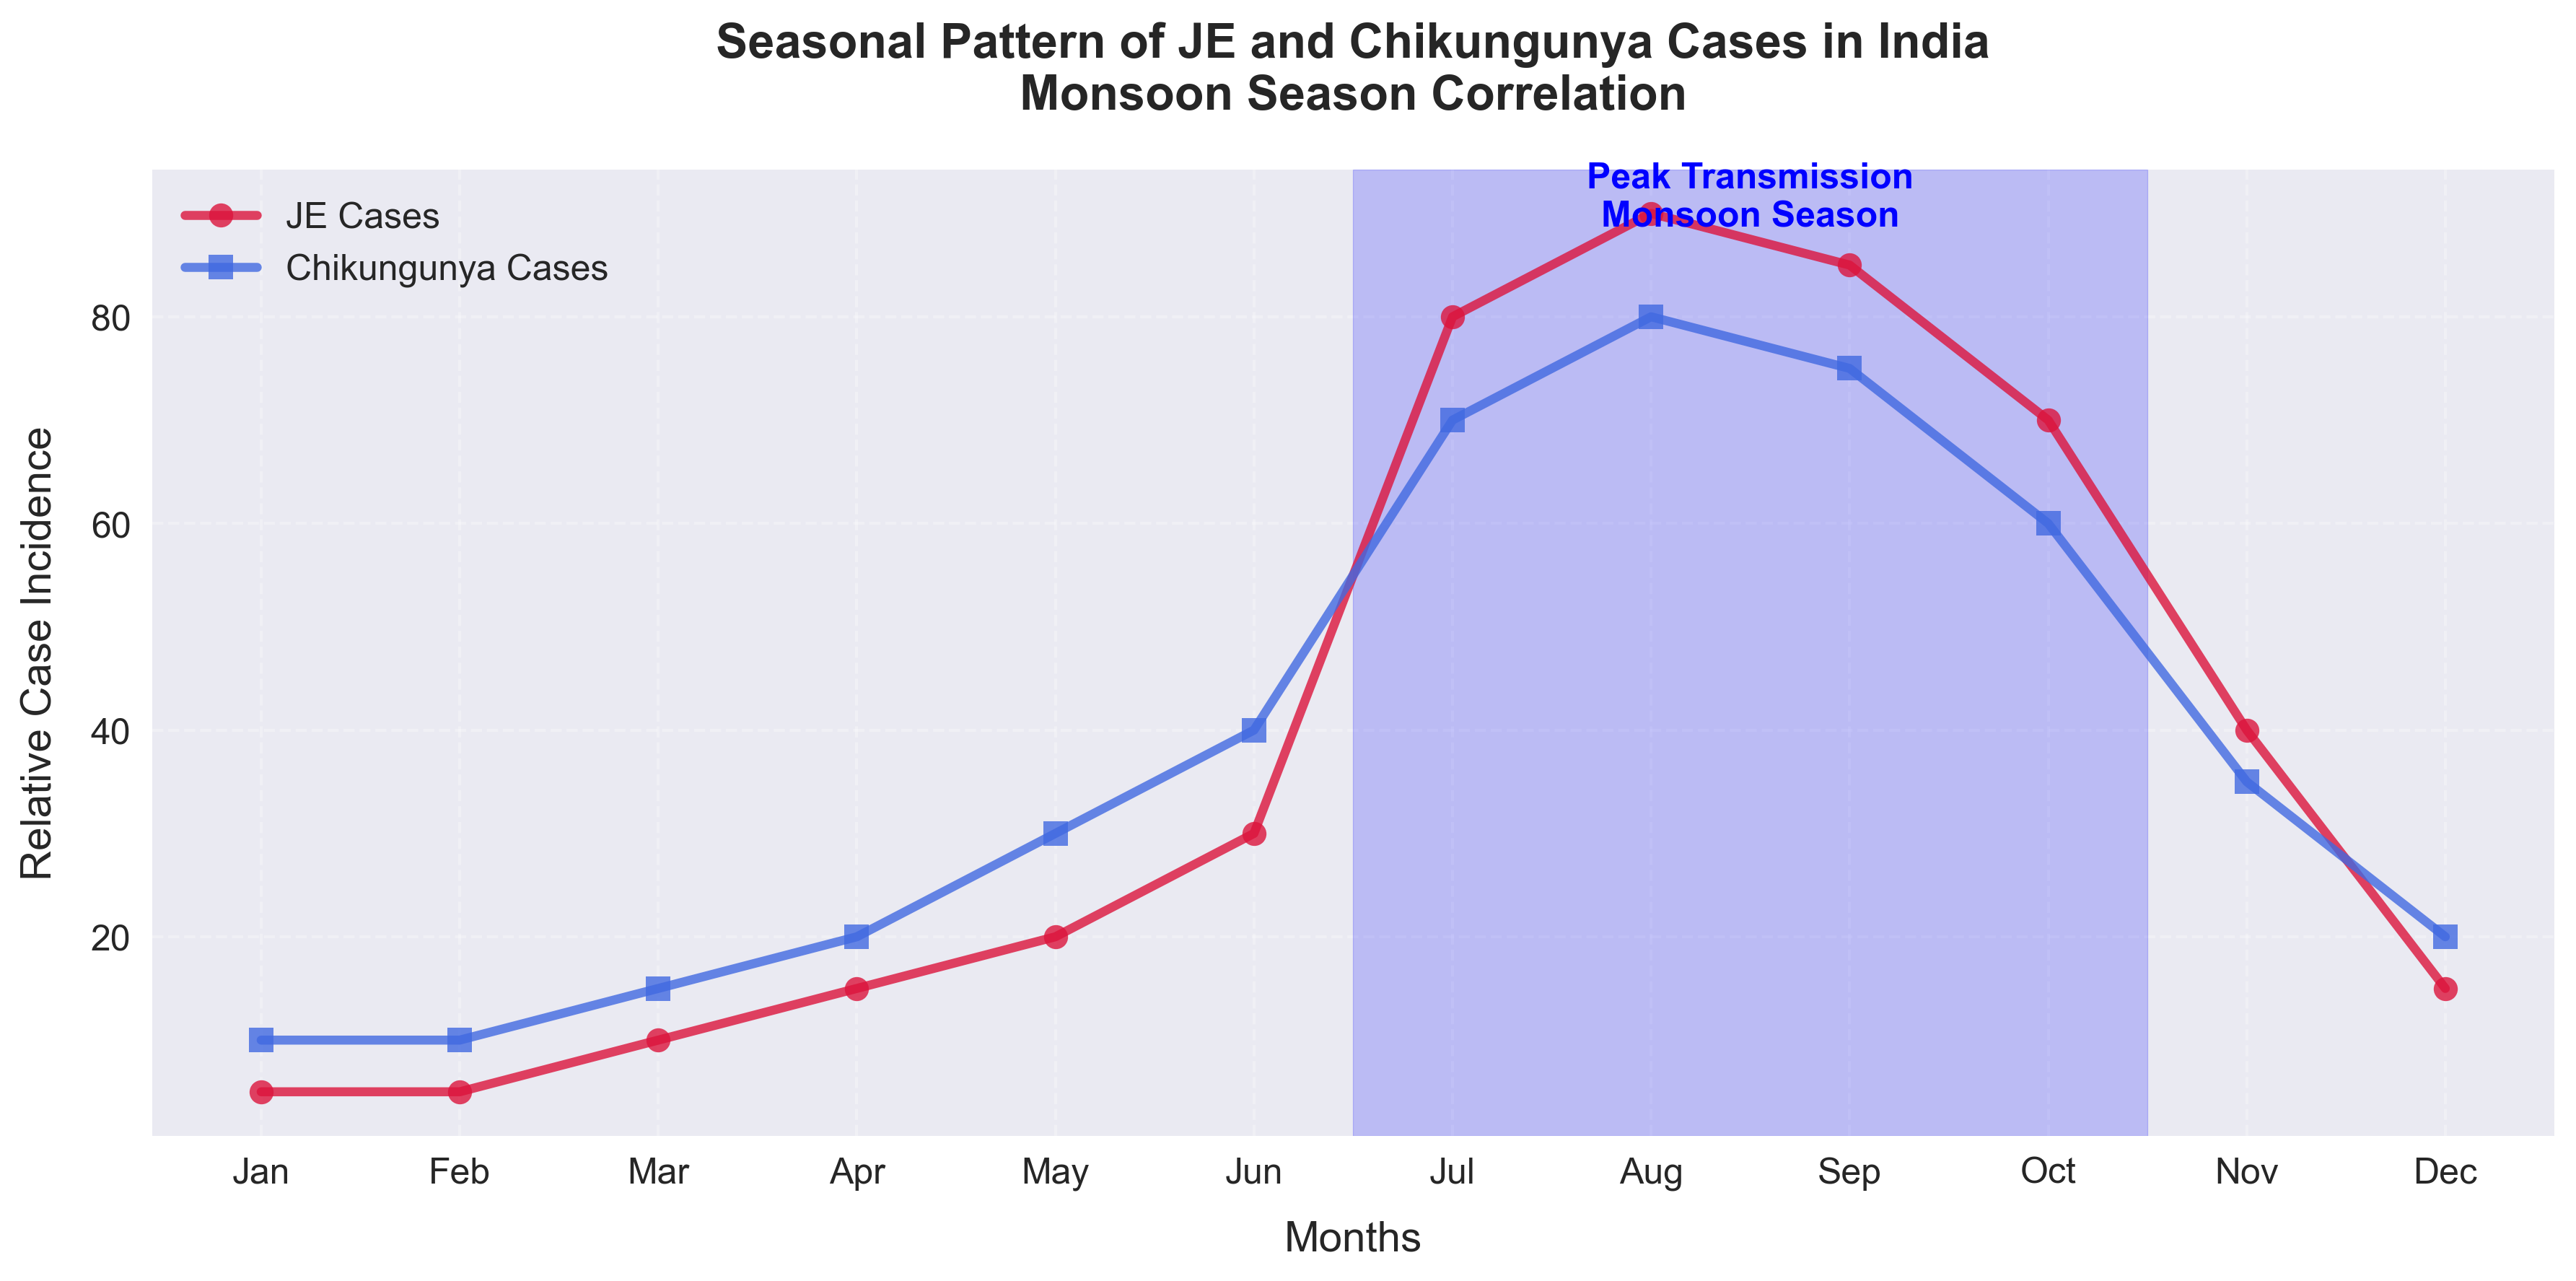 Seasonal Pattern of JE and Chikungunya Cases in India
Monsoon Season Correlation
Peak Transmission
Monsoon Season
JE Cases
Chikungunya Cases
Relative Case Incidence
80
60
40
20
Jan Feb Mar Apr May Jun Jul Aug Sep Oct Nov Dec
Months